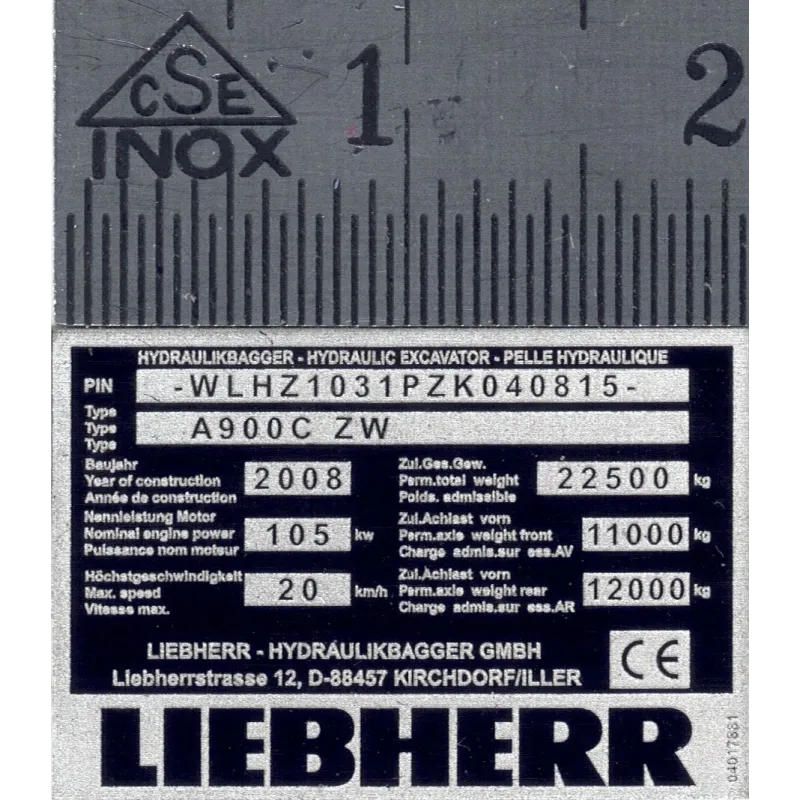 CSE
INOX
1 2
HYDRAULIKBAGGER - HYDRAULIC EXCAVATOR - PELLE HYDRAULIQUE
PIN -WLHZ1031PZK040815-
Type
Type A900C ZW
Type
Baujahr
Year of construction 2008
Année de construction
Zul.Ges.Gew.
Perm.total weight 22500 kg
Poids. admissible
Nennleistung Motor
Nominal engine power 105 kw
Puissance nom moteur
Zul.Achlast vorn
Perm.axle weight front 11000 kg
Charge admis.sur ess.AV
Höchstgeschwindigkeit
Max. speed 20 km/h
Vitesse max.
Zul.Achlast vorn
Perm.axle weight rear 12000 kg
Charge admis.sur ess.AR
LIEBHERR - HYDRAULIKBAGGER GMBH
Liebherrstrasse 12, D-88457 KIRCHDORF/ILLER
CE
LIEBHERR
04017881